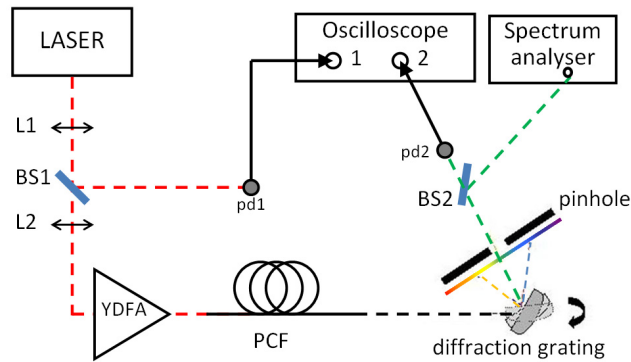 LASER
Oscilloscope
1
2
Spectrum
analyser
L1
BS1
pd1
pd2
BS2
L2
pinhole
YDFA
PCF
diffraction grating